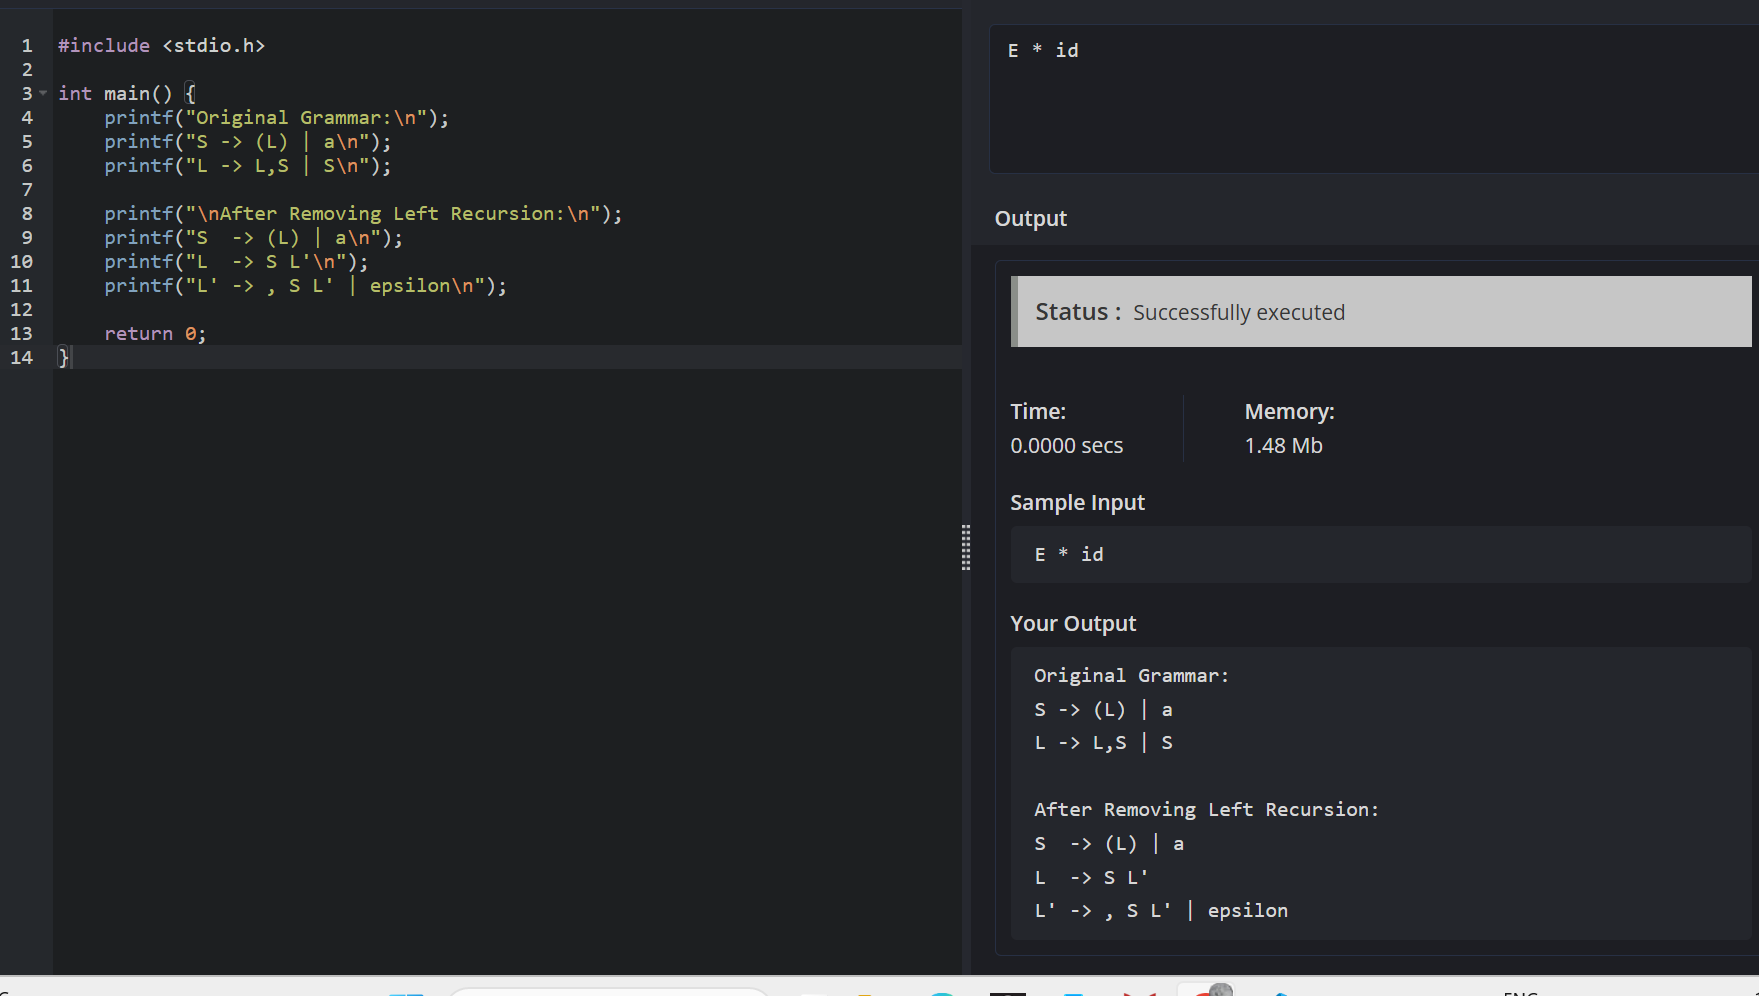 1 #include <stdio.h>
2
3 int main() {
4 printf("Original Grammar:\n");
5 printf("S -> (L) | a\n");
6 printf("L -> L,S | S\n");
7
8 printf("\nAfter Removing Left Recursion:\n");
9 printf("S  -> (L) | a\n");
10 printf("L  -> S L'\n");
11 printf("L' -> , S L' | epsilon\n");
12
13 return 0;
14 }
E * id
Output
Status : Successfully executed
Time: Memory:
0.0000 secs 1.48 Mb
Sample Input
E * id
Your Output
Original Grammar:
S -> (L) | a
L -> L,S | S
After Removing Left Recursion:
S  -> (L) | a
L  -> S L'
L' -> , S L' | epsilon